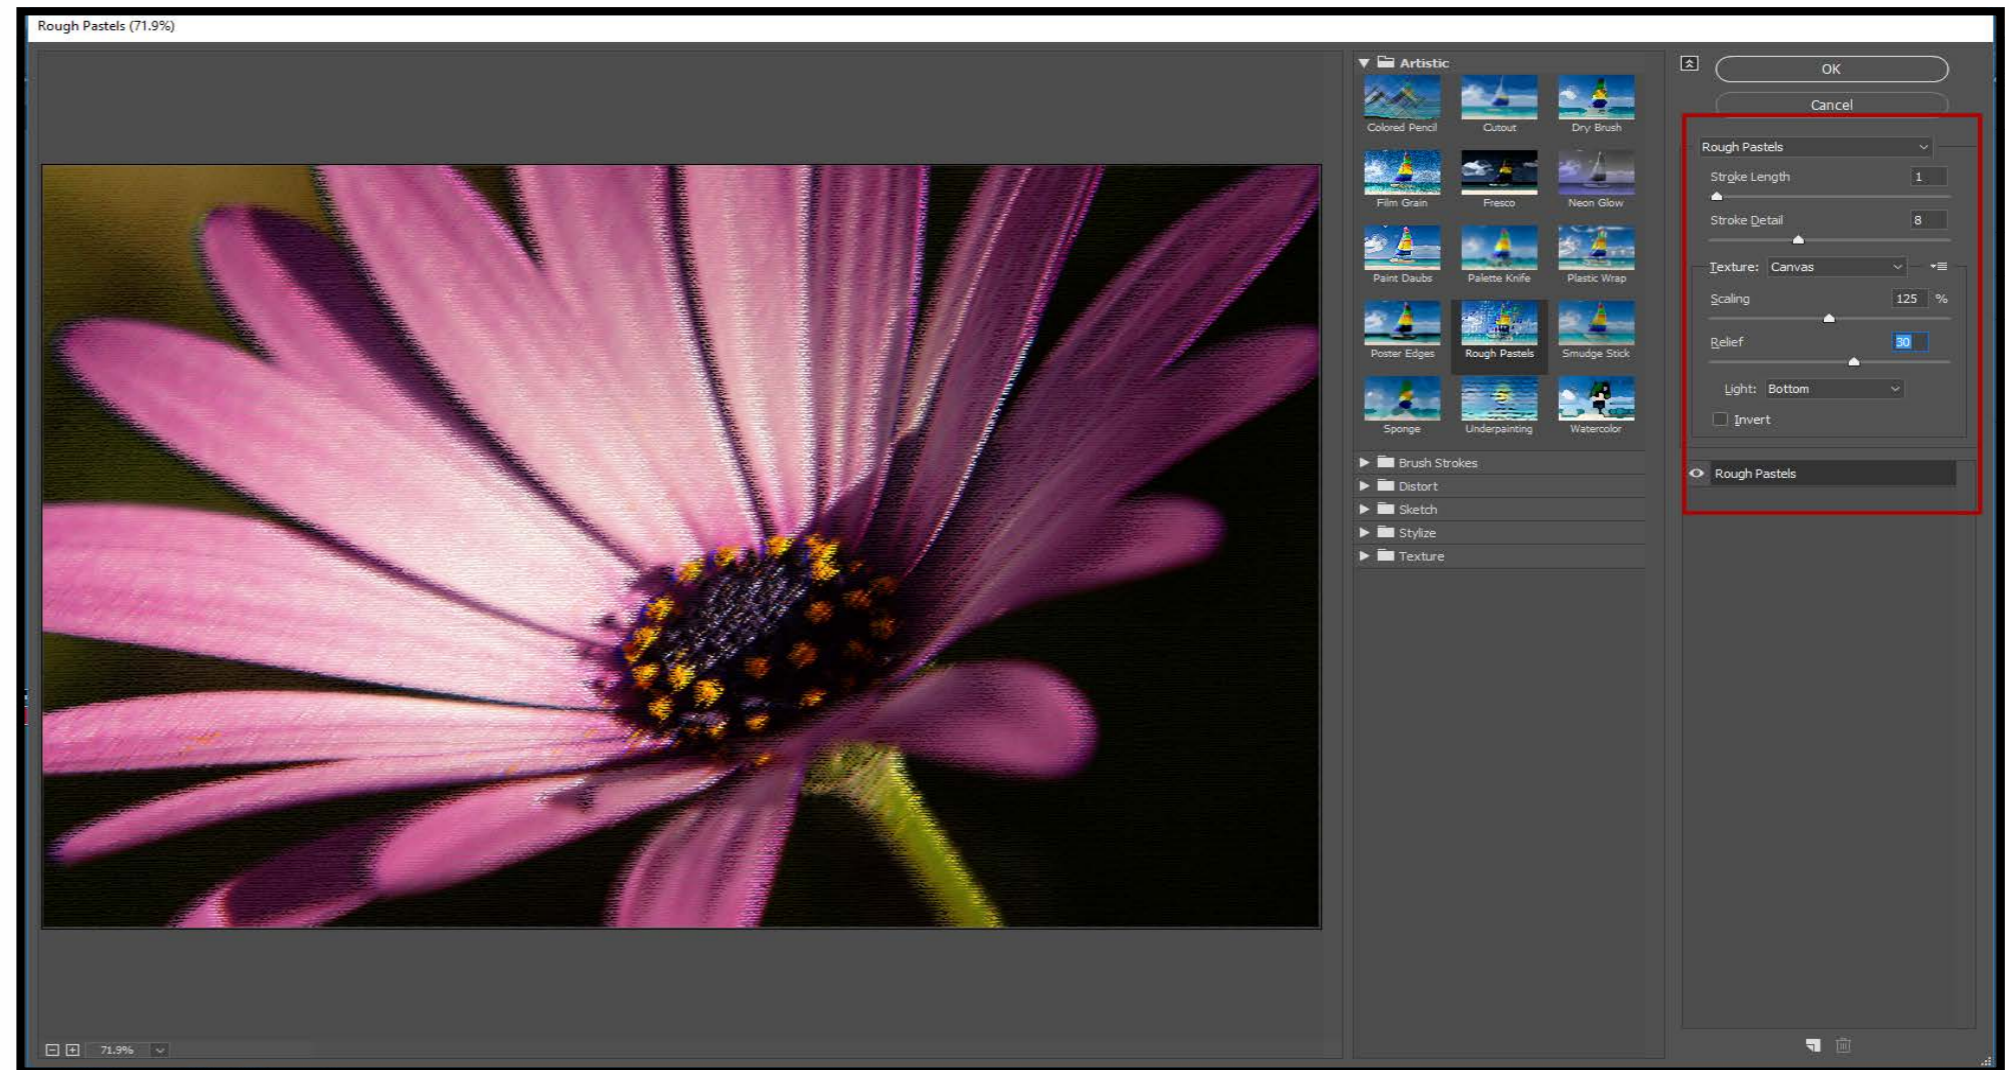 Rough Pastels (71.9%)
Artistic
Colored Pencil Cutout Dry Brush
Film Grain Fresco Neon Glow
Paint Daubs Palette Knife Plastic Wrap
Poster Edges Rough Pastels Smudge Stick
Sponge Underpainting Watercolor
Brush Strokes
Distort
Sketch
Stylize
Texture
OK
Cancel
Rough Pastels
Stroke Length 1
Stroke Detail 8
Texture: Canvas
Scaling 125 %
Relief 30
Light: Bottom
Invert
Rough Pastels
71.9%